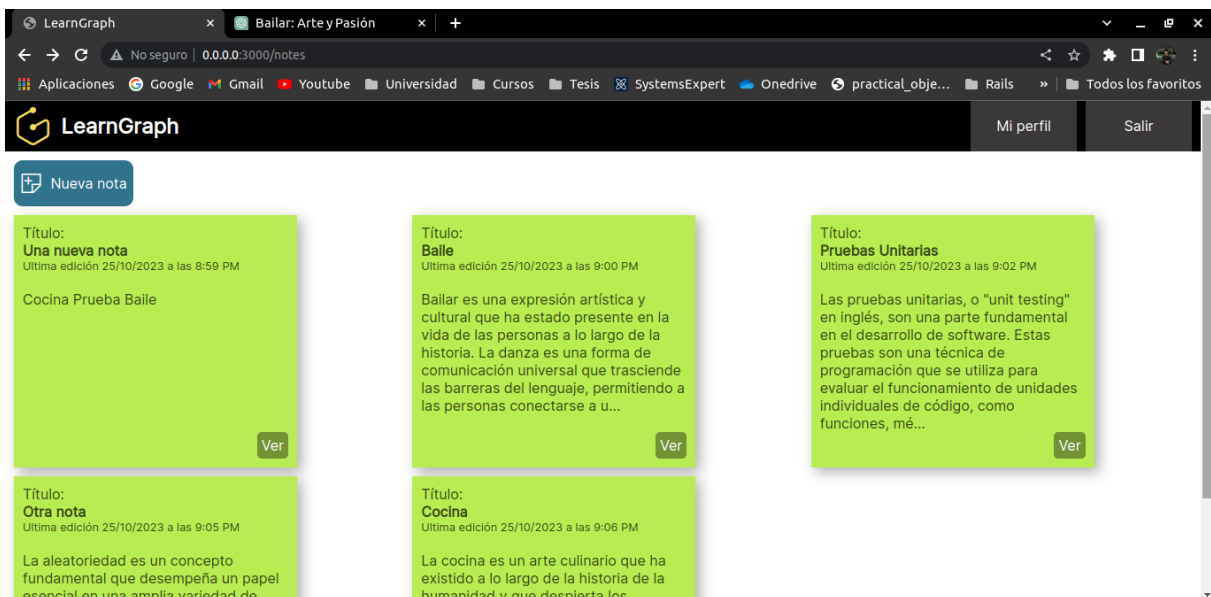 LearnGraph
Bailar: Arte y Pasión
No seguro | 0.0.0.0:3000/notes
Aplicaciones Google Gmail Youtube Universidad Cursos Tesis SystemsExpert Onedrive practical_obje... Rails » Todos los favoritos
LearnGraph
Mi perfil
Salir
Nueva nota
Título:
Una nueva nota
Ultima edición 25/10/2023 a las 8:59 PM
Cocina Prueba Baile
Ver
Título:
Baile
Ultima edición 25/10/2023 a las 9:00 PM
Bailar es una expresión artística y
cultural que ha estado presente en la
vida de las personas a lo largo de la
historia. La danza es una forma de
comunicación universal que trasciende
las barreras del lenguaje, permitiendo a
las personas conectarse a u...
Ver
Título:
Pruebas Unitarias
Ultima edición 25/10/2023 a las 9:02 PM
Las pruebas unitarias, o "unit testing"
en inglés, son una parte fundamental
en el desarrollo de software. Estas
pruebas son una técnica de
programación que se utiliza para
evaluar el funcionamiento de unidades
individuales de código, como
funciones, mé...
Ver
Título:
Otra nota
Ultima edición 25/10/2023 a las 9:05 PM
La aleatoriedad es un concepto
fundamental que desempeña un papel
esencial en una amplia variedad de
Título:
Cocina
Ultima edición 25/10/2023 a las 9:06 PM
La cocina es un arte culinario que ha
existido a lo largo de la historia de la
humanidad y que despierta los